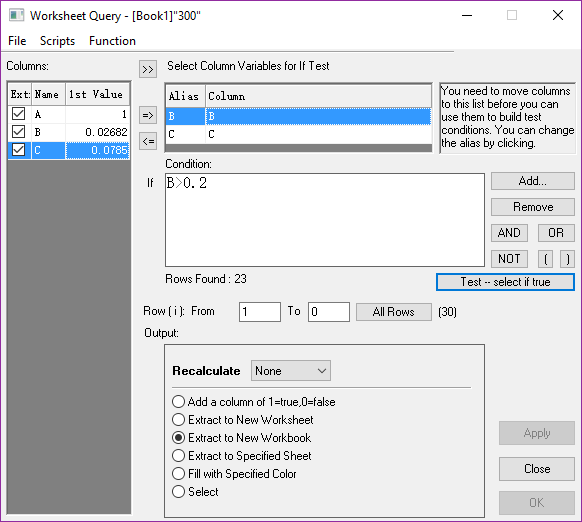 Worksheet Query - [Book1]"300"
File Scripts Function
Columns:
Ext: Name 1st Value
A 1
B 0.02682
C 0.0785
>>
=>
<=
Select Column Variables for If Test
Alias Column
B B
C C
You need to move columns
to this list before you can
use them to build test
conditions. You can change
the alias by clicking.
Condition:
If
B>0.2
Add...
Remove
AND OR
NOT ( )
Rows Found : 23
Test -- select if true
Row ( i ): From 1 To 0 All Rows (30)
Output:
Recalculate None
Add a column of 1=true,0=false
Extract to New Worksheet
Extract to New Workbook
Extract to Specified Sheet
Fill with Specified Color
Select
Apply
Close
OK